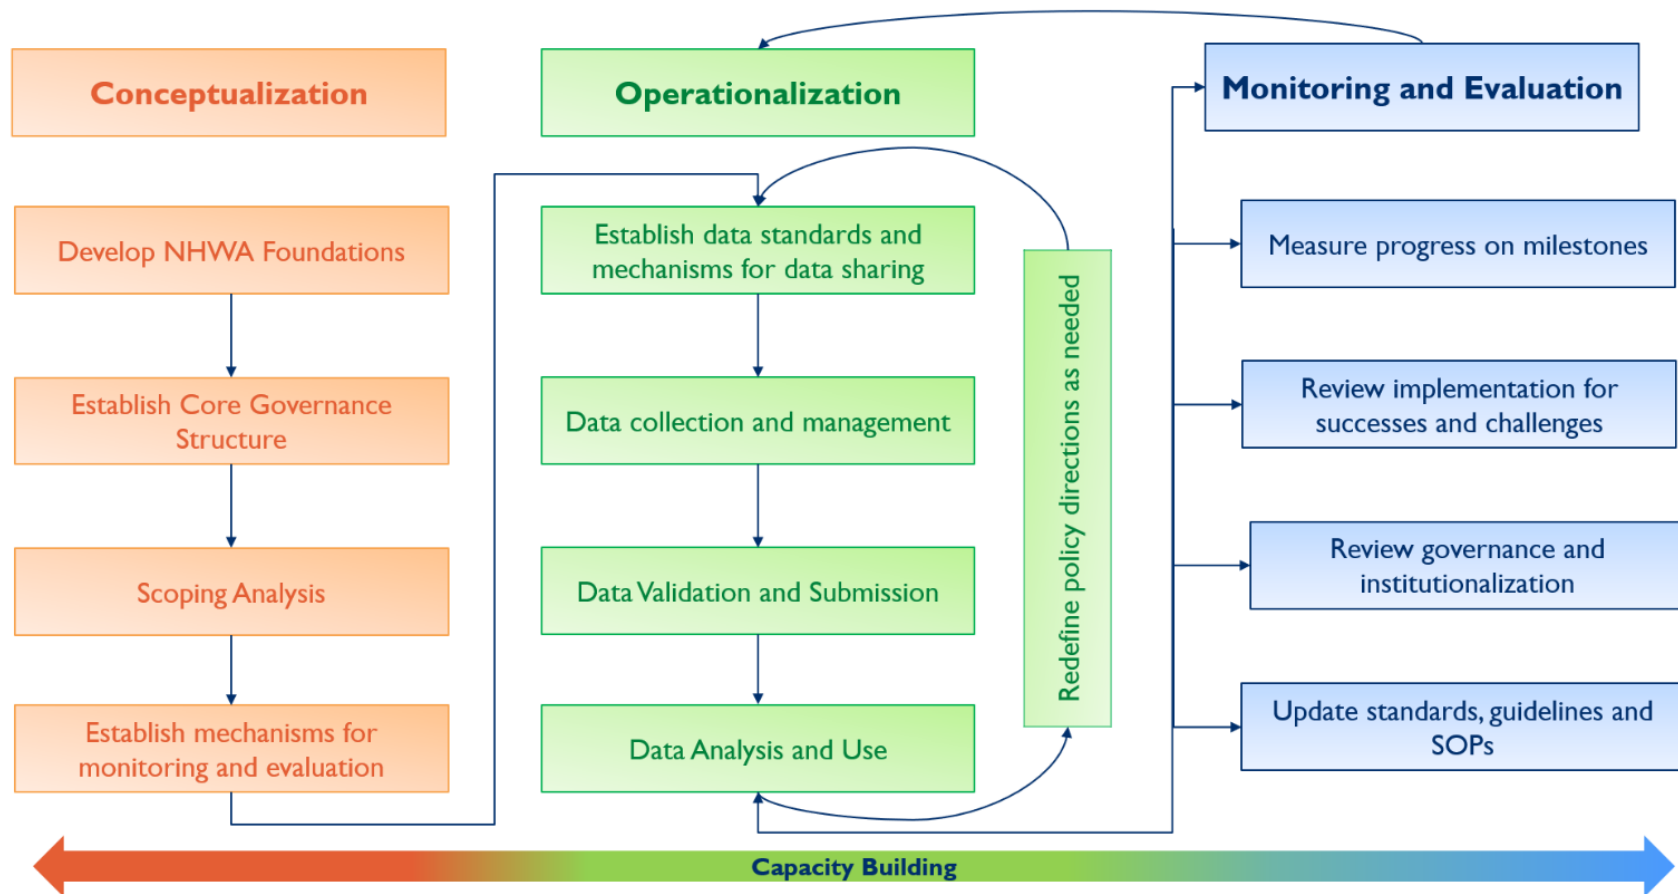 Conceptualization
Develop NHWA Foundations
Establish Core Governance
Structure
Scoping Analysis
Establish mechanisms for
monitoring and evaluation
Operationalization
Establish data standards and
mechanisms for data sharing
Data collection and management
Data Validation and Submission
Data Analysis and Use
Redefine policy directions as needed
Monitoring and Evaluation
Measure progress on milestones
Review implementation for
successes and challenges
Review governance and
institutionalization
Update standards, guidelines and
SOPs
Capacity Building